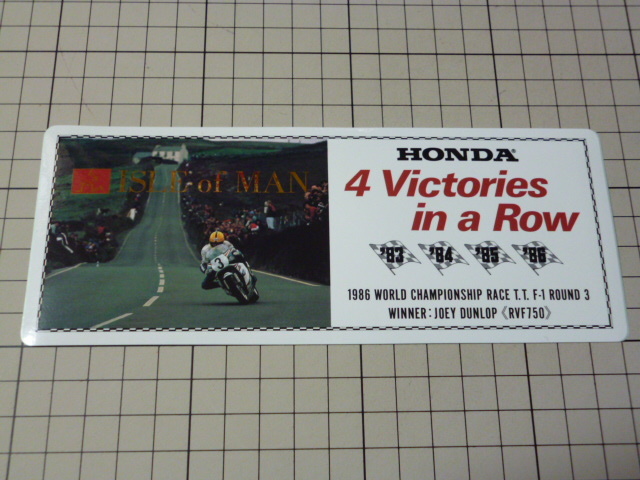 ISLE of MAN
HONDA
4 Victories
in a Row
'83 '84 '85 '86
1986 WORLD CHAMPIONSHIP RACE T.T. F-1 ROUND 3
WINNER: JOEY DUNLOP《RVF750》
3